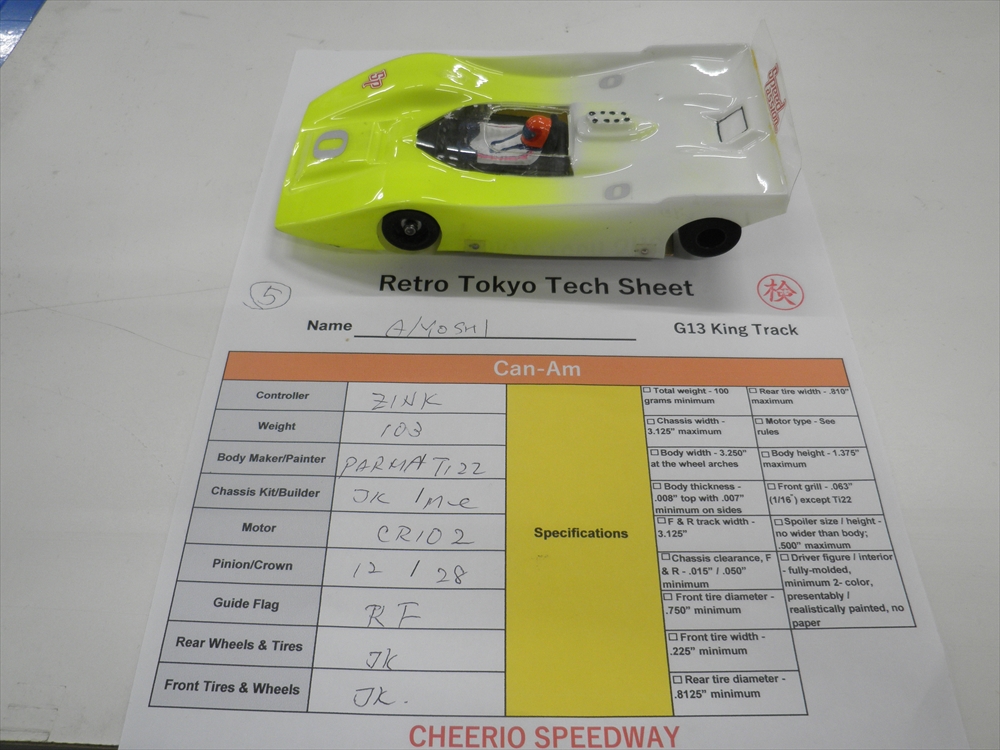 SP
0
0
0
Speed
Passion
Retro Tokyo Tech Sheet
検
5
Name A/YOSHI
G13 King Track
Can-Am
Controller ZINK
Weight 103
Body Maker/Painter PARMA Ti22
Chassis Kit/Builder JK / me
Motor CR102
Pinion/Crown 12 / 28
Guide Flag RF
Rear Wheels & Tires JK
Front Tires & Wheels JK.
Specifications
Total weight - 100
grams minimum
Chassis width -
3.125" maximum
Body width - 3.250"
at the wheel arches
Body thickness -
.008" top with .007"
minimum on sides
F & R track width -
3.125"
Chassis clearance, F
& R - .015" / .050"
minimum
Front tire diameter -
.750" minimum
Front tire width -
.225" minimum
Rear tire diameter -
.8125" minimum
Rear tire width - .810"
maximum
Motor type - See
rules
Body height - 1.375"
maximum
Front grill - .063"
(1/16") except Ti22
Spoiler size / height -
no wider than body;
.500" maximum
Driver figure / interior
- fully-molded,
minimum 2- color,
presentably /
realistically painted, no
paper
CHEERIO SPEEDWAY